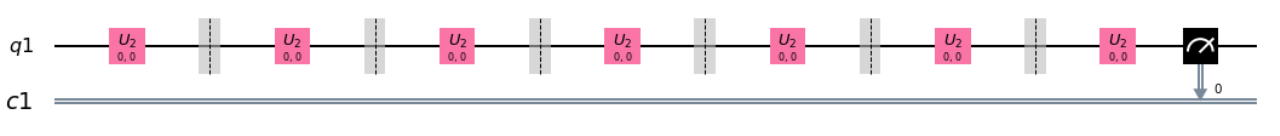 q1 U2 U2 U2 U2 U2 U2 U2
0, 0 0, 0 0, 0 0, 0 0, 0 0, 0 0, 0
0
c1